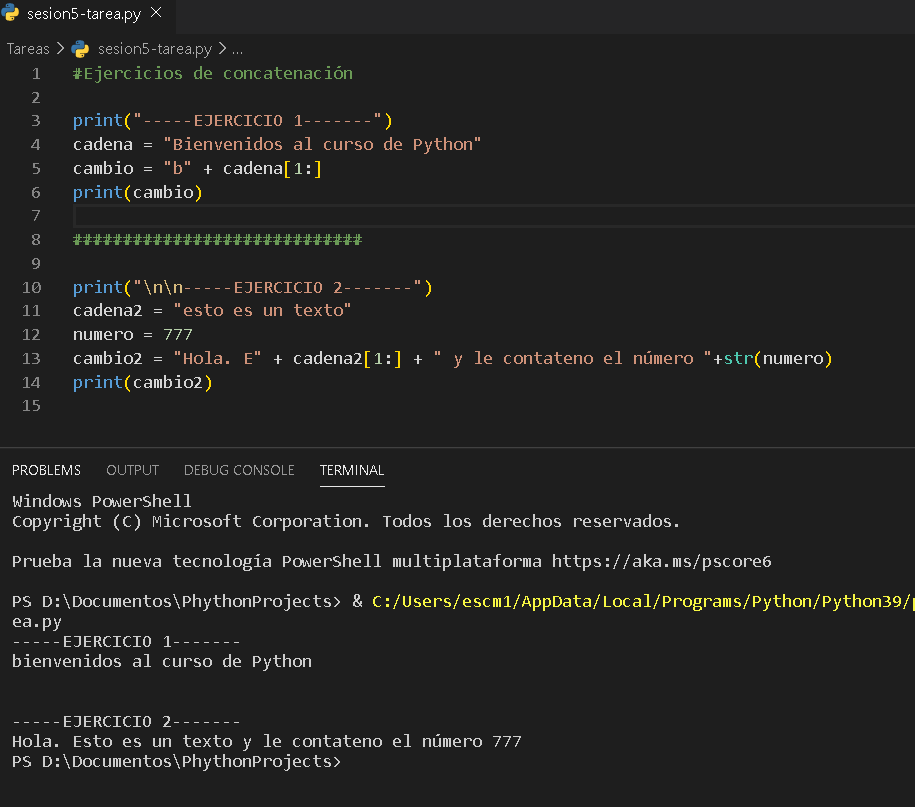 sesion5-tarea.py ×
Tareas > sesion5-tarea.py > ...
1 #Ejercicios de concatenación
2
3 print("-----EJERCICIO 1-------")
4 cadena = "Bienvenidos al curso de Python"
5 cambio = "b" + cadena[1:]
6 print(cambio)
7
8 #############################
9
10 print("\n\n-----EJERCICIO 2-------")
11 cadena2 = "esto es un texto"
12 numero = 777
13 cambio2 = "Hola. E" + cadena2[1:] + " y le contateno el número "+str(numero)
14 print(cambio2)
15
PROBLEMS OUTPUT DEBUG CONSOLE TERMINAL
Windows PowerShell
Copyright (C) Microsoft Corporation. Todos los derechos reservados.
Prueba la nueva tecnología PowerShell multiplataforma https://aka.ms/pscore6
PS D:\Documentos\PhythonProjects> & C:/Users/escm1/AppData/Local/Programs/Python/Python39/p
ea.py
-----EJERCICIO 1-------
bienvenidos al curso de Python
-----EJERCICIO 2-------
Hola. Esto es un texto y le contateno el número 777
PS D:\Documentos\PhythonProjects>